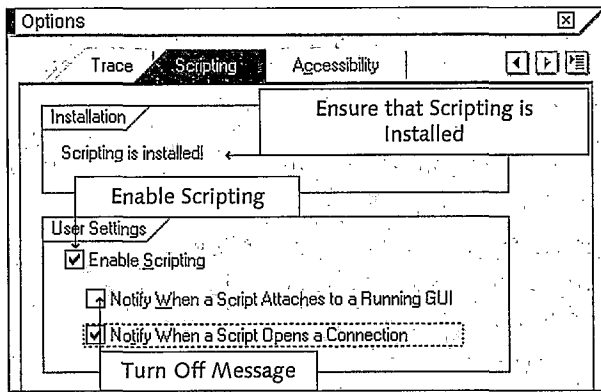 Options
Trace Scripting Accessibility
Ensure that Scripting is
Installed
Installation
Scripting is installed!
Enable Scripting
User Settings
Enable Scripting
Notify When a Script Attaches to a Running GUI
Notify When a Script Opens a Connection
Turn Off Message